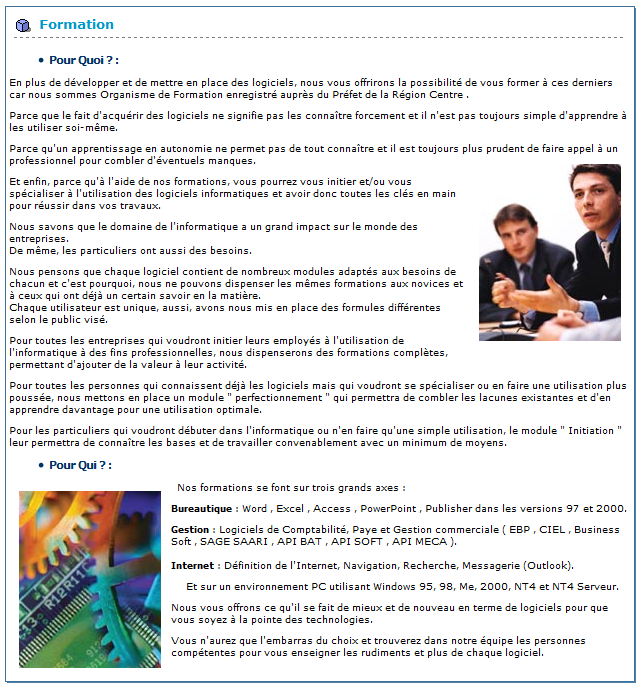 Formation
Pour Quoi ? :
En plus de développer et de mettre en place des logiciels, nous vous offrirons la possibilité de vous former à ces derniers
car nous sommes Organisme de Formation enregistré auprès du Préfet de la Région Centre .
Parce que le fait d'acquérir des logiciels ne signifie pas les connaître forcement et il n'est pas toujours simple d'apprendre à
les utiliser soi-même.
Parce qu'un apprentissage en autonomie ne permet pas de tout connaître et il est toujours plus prudent de faire appel à un
professionnel pour combler d'éventuels manques.
Et enfin, parce qu'à l'aide de nos formations, vous pourrez vous initier et/ou vous
spécialiser à l'utilisation des logiciels informatiques et avoir donc toutes les clés en main
pour réussir dans vos travaux.
Nous savons que le domaine de l'informatique a un grand impact sur le monde des
entreprises.
De même, les particuliers ont aussi des besoins.
Nous pensons que chaque logiciel contient de nombreux modules adaptés aux besoins de
chacun et c'est pourquoi, nous ne pouvons dispenser les mêmes formations aux novices et
à ceux qui ont déjà un certain savoir en la matière.
Chaque utilisateur est unique, aussi, avons nous mis en place des formules différentes
selon le public visé.
Pour toutes les entreprises qui voudront initier leurs employés à l'utilisation de
l'informatique à des fins professionnelles, nous dispenserons des formations complètes,
permettant d'ajouter de la valeur à leur activité.
Pour toutes les personnes qui connaissent déjà les logiciels mais qui voudront se spécialiser ou en faire une utilisation plus
poussée, nous mettons en place un module " perfectionnement " qui permettra de combler les lacunes existantes et d'en
apprendre davantage pour une utilisation optimale.
Pour les particuliers qui voudront débuter dans l'informatique ou n'en faire qu'une simple utilisation, le module " Initiation "
leur permettra de connaître les bases et de travailler convenablement avec un minimum de moyens.
Pour Qui ? :
Nos formations se font sur trois grands axes :
Bureautique : Word , Excel , Access , PowerPoint , Publisher dans les versions 97 et 2000.
Gestion : Logiciels de Comptabilité, Paye et Gestion commerciale ( EBP , CIEL , Business
Soft , SAGE SAARI , API BAT , API SOFT , API MECA ).
Internet : Définition de l'Internet, Navigation, Recherche, Messagerie (Outlook).
Et sur un environnement PC utilisant Windows 95, 98, Me, 2000, NT4 et NT4 Serveur.
Nous vous offrons ce qu'il se fait de mieux et de nouveau en terme de logiciels pour que
vous soyez à la pointe des technologies.
Vous n'aurez que l'embarras du choix et trouverez dans notre équipe les personnes
compétentes pour vous enseigner les rudiments et plus de chaque logiciel.